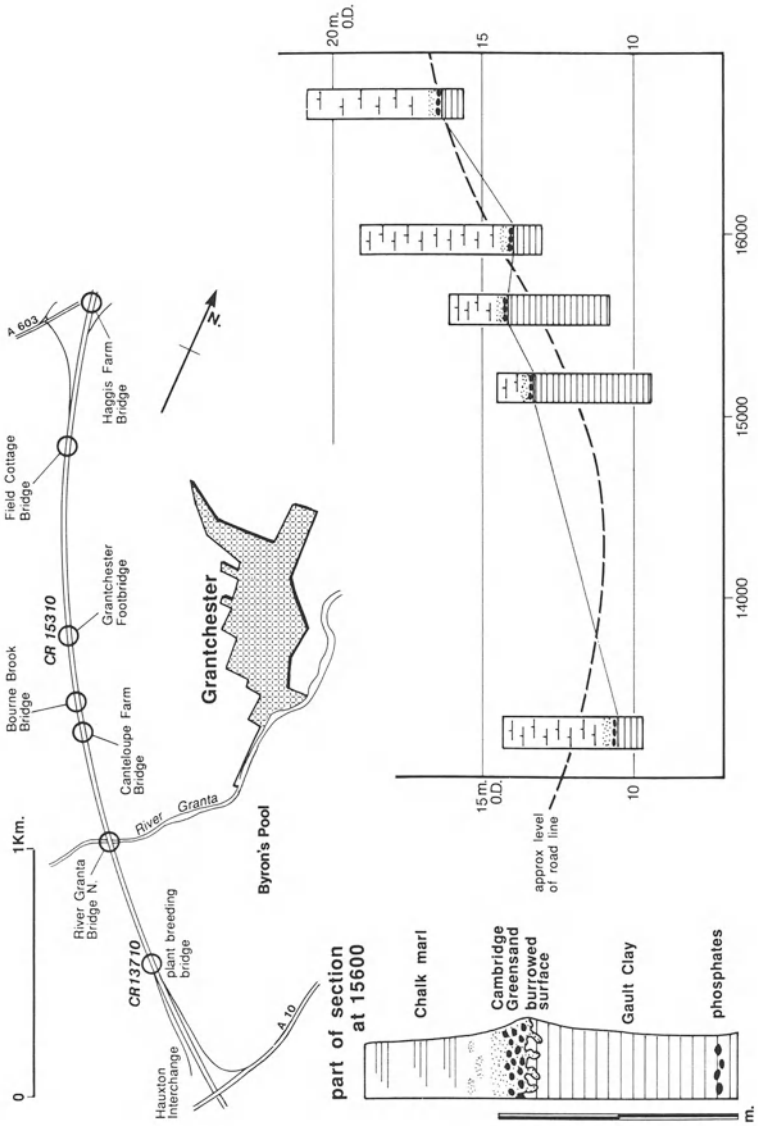 0
1Km.
A 603
Haggis Farm
Bridge
Field Cottage
Bridge
CR 15310
Grantchester
Footbridge
Bourne Brook
Bridge
Canteloupe Farm
Bridge
River Granta
Bridge N.
CR13710
plant breeding
bridge
Hauxton
Interchange
A 10
River Granta
Byron's Pool
Grantchester
N.
part of section
at 15600
Chalk marl
Cambridge
Greensand
burrowed
surface
Gault Clay
phosphates
m.
15m.
O.D.
10
approx level
of road line
20m.
O.D.
15
10
14000
15000
16000